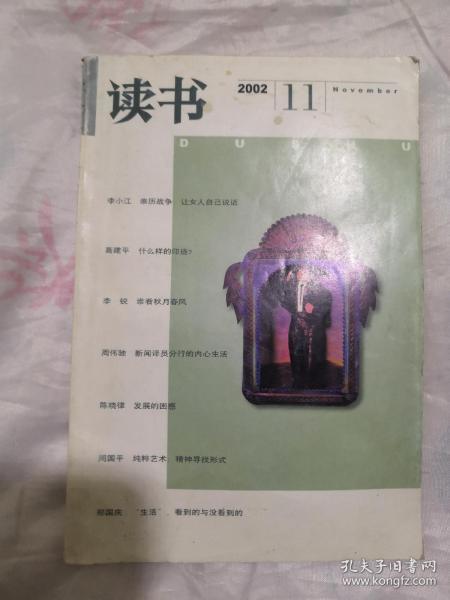 读书
2002 11 November
DUSHU
李小江 亲历战争 让女人自己说话
高建平 什么样的印迹?
李 锐 谁看秋月春风
周伟驰 新闻译员分行的内心生活
陈晓律 发展的困惑
周国平 纯粹艺术 精神寻找形式
郑国庆 “生活”,看到的与没看到的
孔夫子旧书网
www.kongfz.com